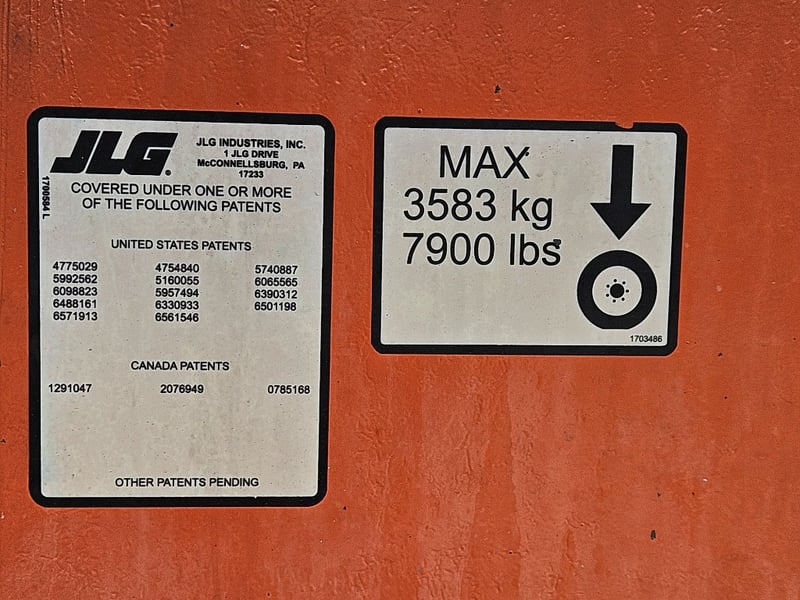 JLG®
JLG INDUSTRIES, INC.
1 JLG DRIVE
McCONNELLSBURG, PA
17233
1700584 L
COVERED UNDER ONE OR MORE
OF THE FOLLOWING PATENTS
UNITED STATES PATENTS
4775029 4754840 5740887
5992562 5160055 6065565
6098823 5957494 6390312
6488161 6330933 6501198
6571913 6561546
CANADA PATENTS
1291047 2076949 0785168
OTHER PATENTS PENDING
MAX
3583 kg
7900 lbs
1703486